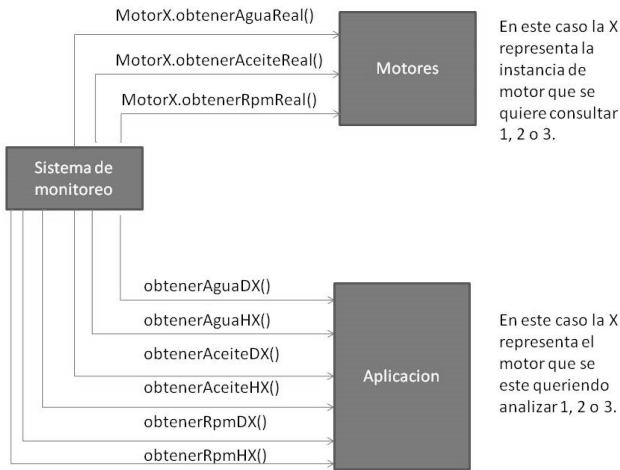 MotorX.obtenerAguaReal()
MotorX.obtenerAceiteReal()
MotorX.obtenerRpmReal()
Motores
En este caso la X
representa la
instancia de
motor que se
quiere consultar
1, 2 o 3.
Sistema de
monitoreo
obtenerAguaDX()
obtenerAguaHX()
obtenerAceiteDX()
obtenerAceiteHX()
obtenerRpmDX()
obtenerRpmHX()
Aplicacion
En este caso la X
representa el
motor que se
este queriendo
analizar 1, 2 o 3.